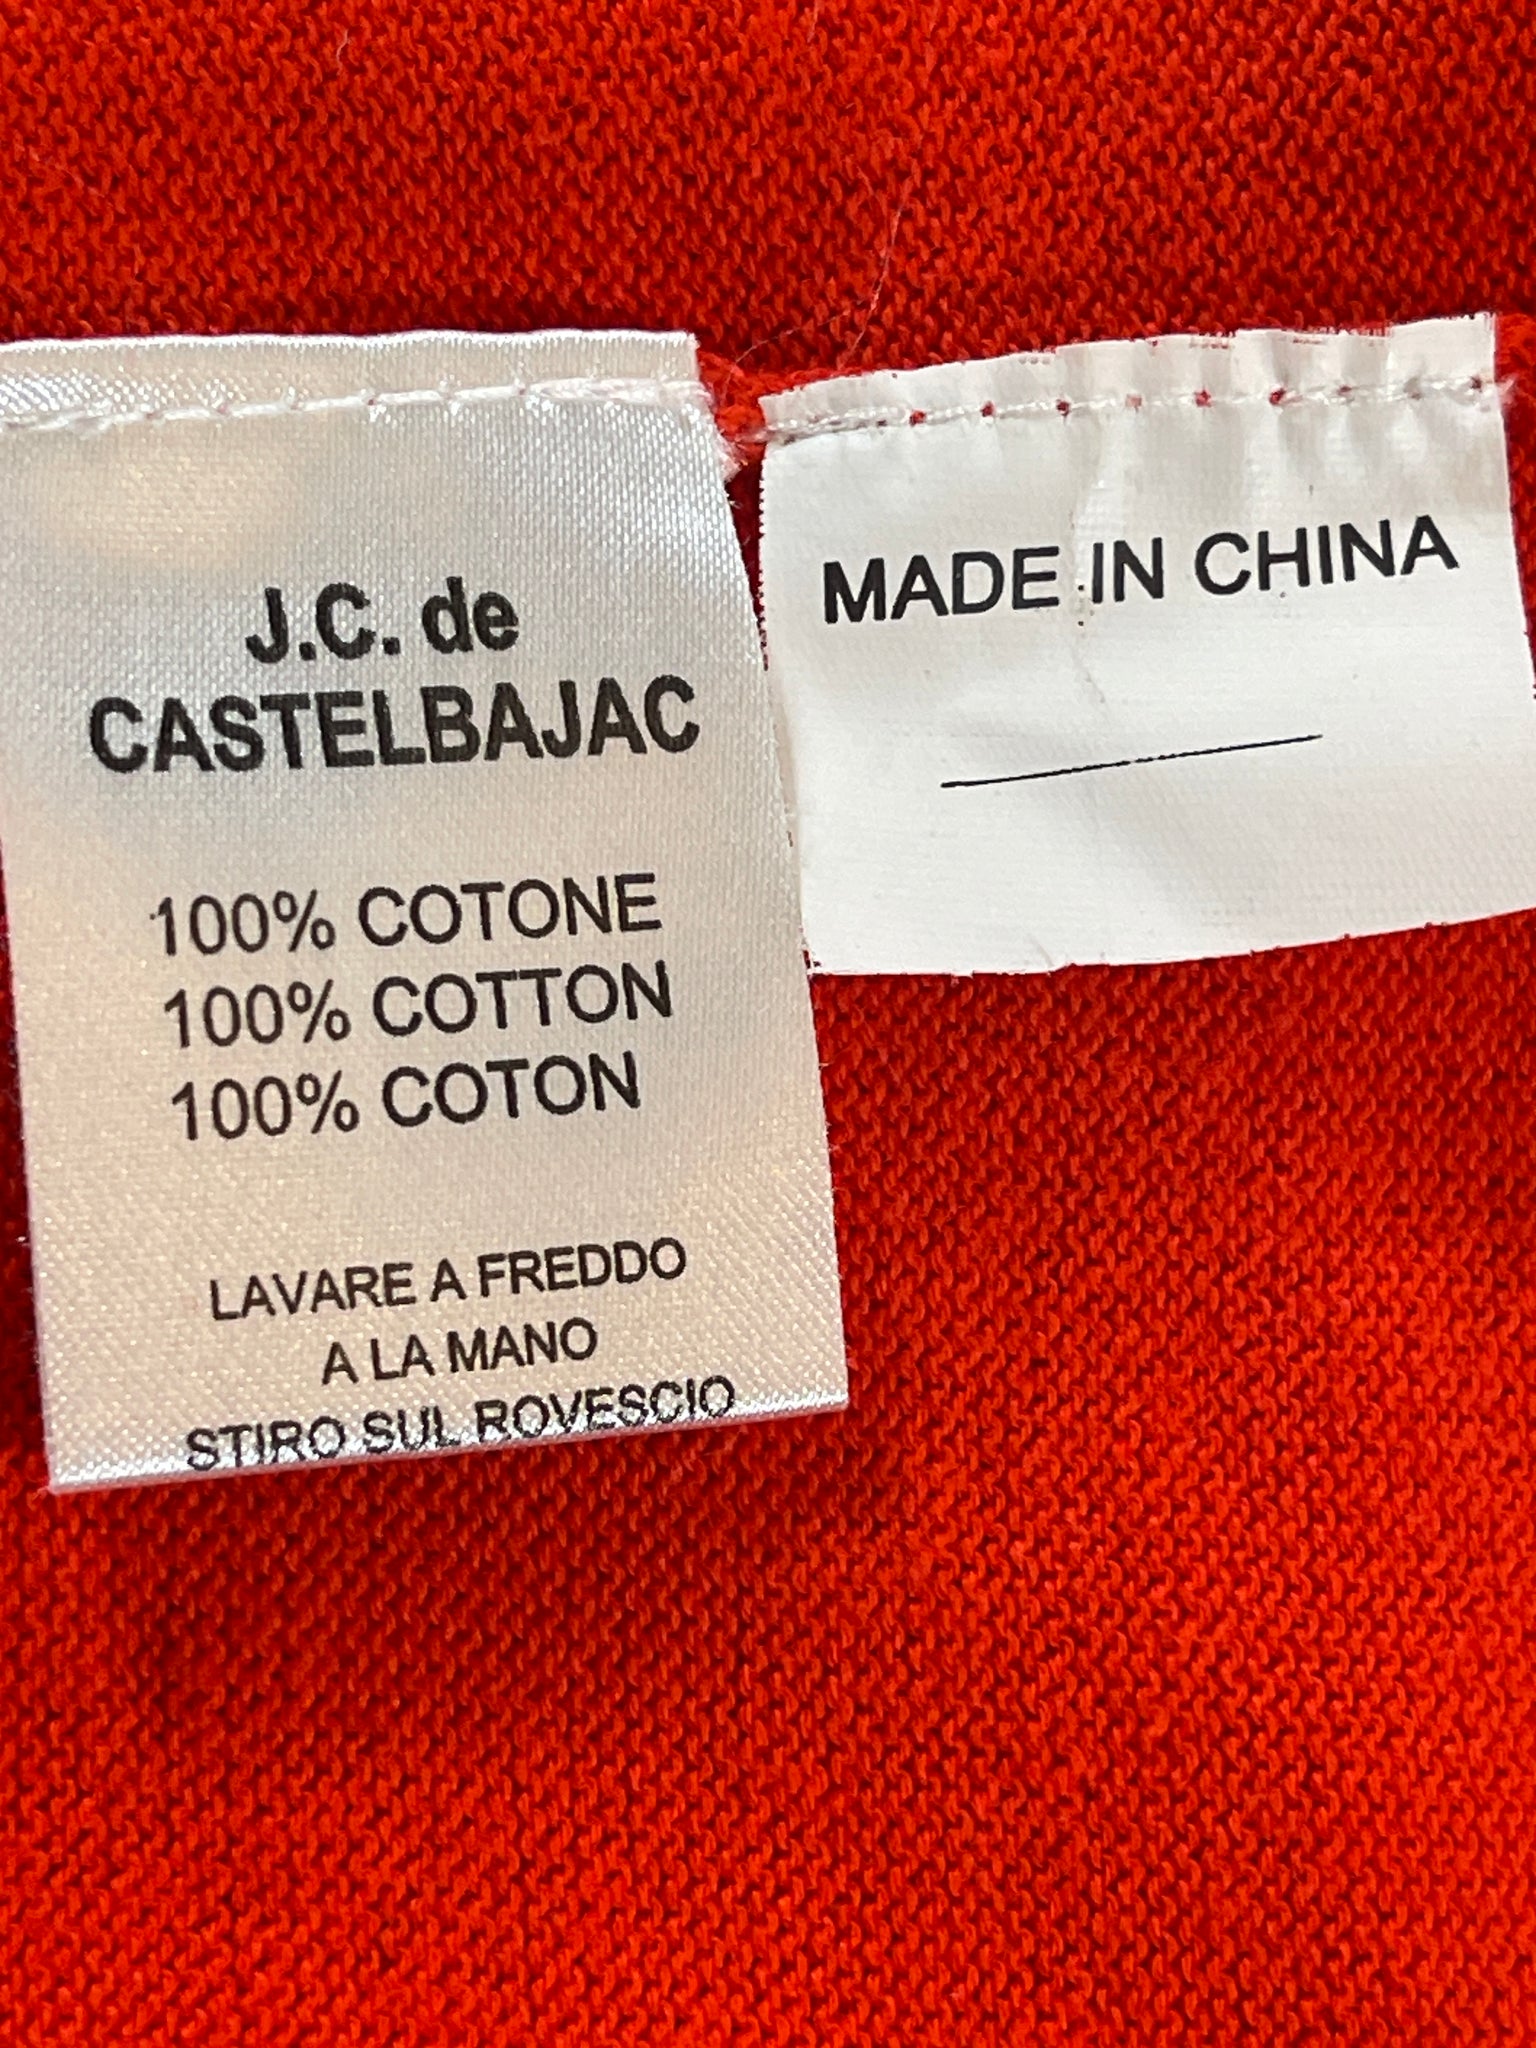 J.C. de
CASTELBAJAC
100% COTONE
100% COTTON
100% COTON
LAVARE A FREDDO
A LA MANO
STIRO SUL ROVESCIO
MADE IN CHINA